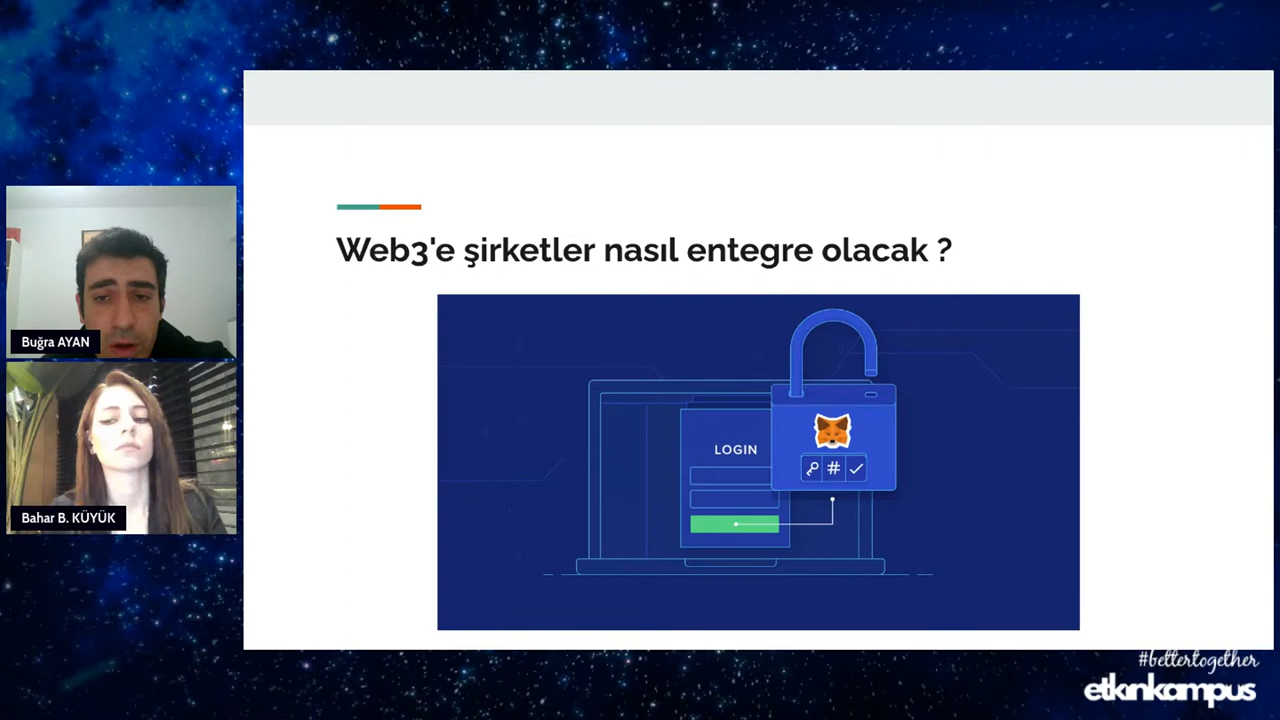 Web3'e şirketler nasıl entegre olacak ?
LOGIN
#
Buğra AYAN
Bahar B. KÜYÜK
#bettertogether
etkinkampus